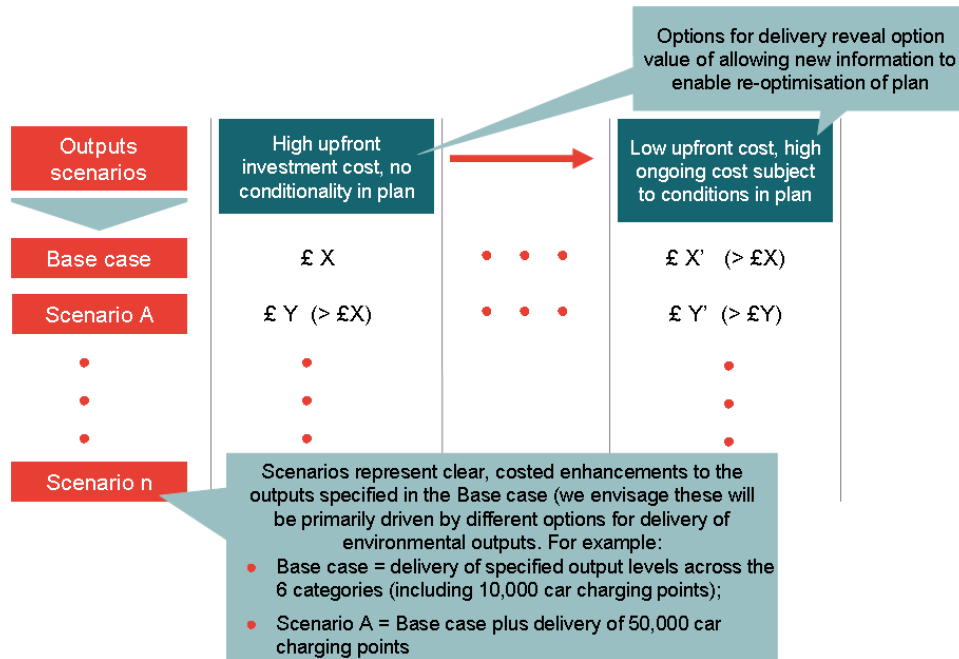 Options for delivery reveal option
value of allowing new information to
enable re-optimisation of plan
Outputs
scenarios
High upfront
investment cost, no
conditionality in plan
Low upfront cost, high
ongoing cost subject
to conditions in plan
Base case
£ X
£ X' (> £X)
Scenario A
£ Y (> £X)
£ Y' (> £Y)
Scenario n
Scenarios represent clear, costed enhancements to the
outputs specified in the Base case (we envisage these will
be primarily driven by different options for delivery of
environmental outputs. For example:
• Base case = delivery of specified output levels across the
6 categories (including 10,000 car charging points);
• Scenario A = Base case plus delivery of 50,000 car
charging points